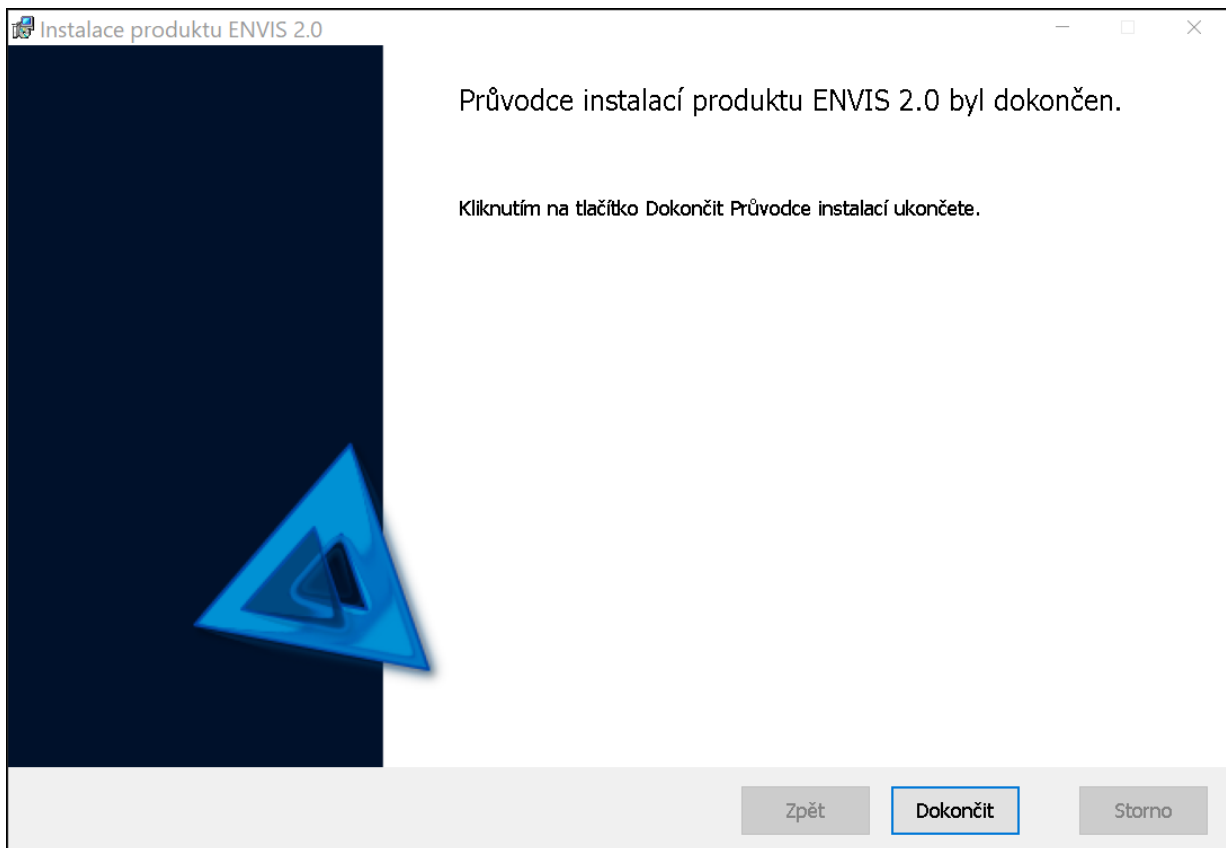 Instalace produktu ENVIS 2.0
Průvodce instalací produktu ENVIS 2.0 byl dokončen.
Kliknutím na tlačítko Dokončit Průvodce instalací ukončete.
Zpět Dokončit Storno